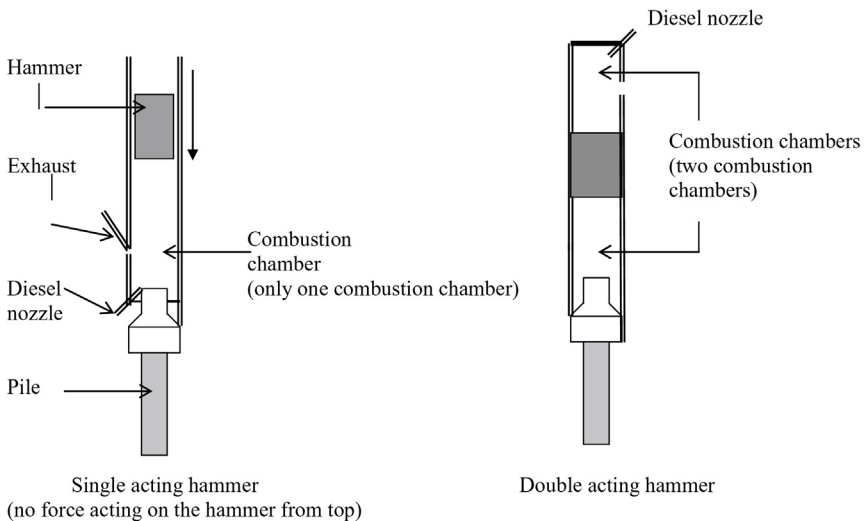 Hammer
Exhaust
Diesel
nozzle
Pile
Combustion
chamber
(only one combustion chamber)
Single acting hammer
(no force acting on the hammer from top)
Diesel nozzle
Combustion chambers
(two combustion
chambers)
Double acting hammer